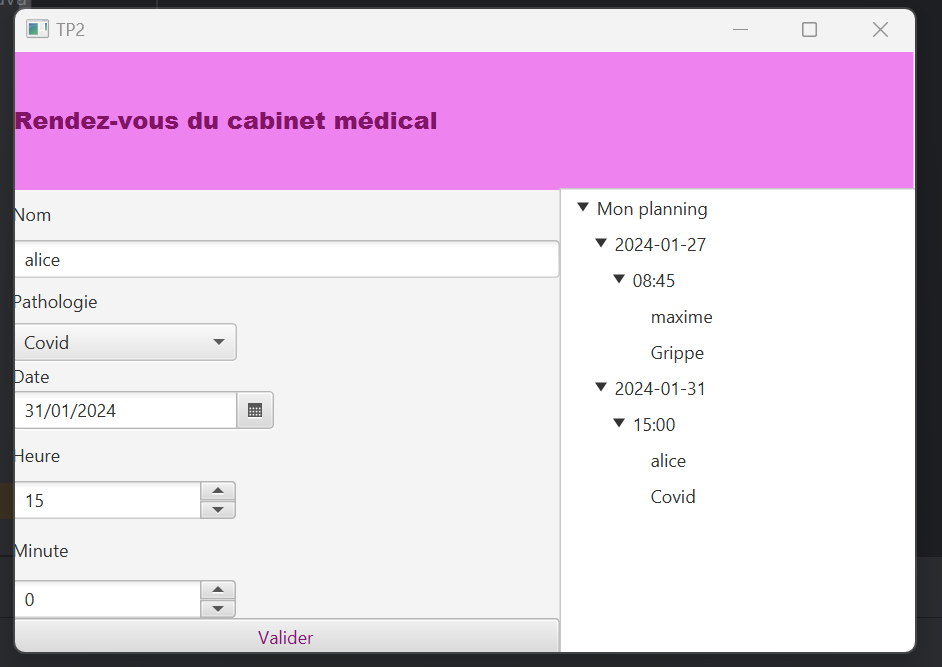 TP2
Rendez-vous du cabinet médical
Nom
alice
Pathologie
Covid
Date
31/01/2024
Heure
15
Minute
0
Valider
Mon planning
2024-01-27
08:45
maxime
Grippe
2024-01-31
15:00
alice
Covid